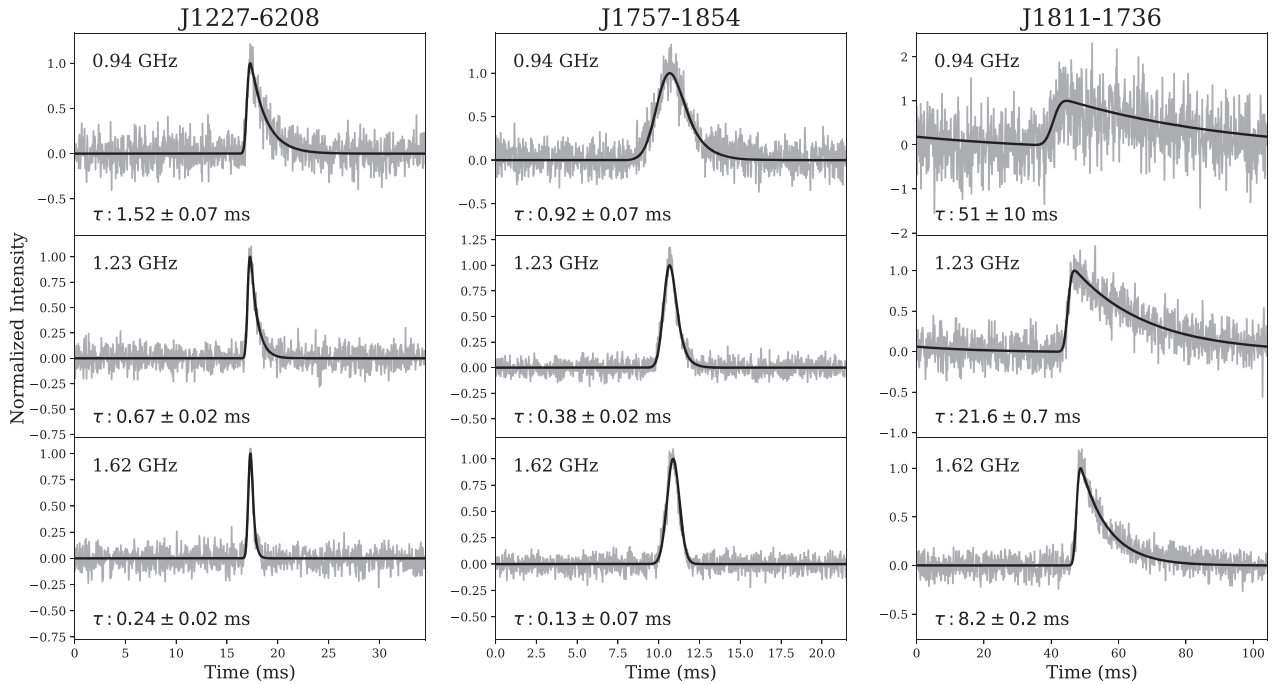 J1227-6208
J1757-1854
J1811-1736
Normalized Intensity
0.94 GHz
1.0
0.5
0.0
−0.5
τ : 1.52 ± 0.07 ms
0.94 GHz
1.0
0.5
0.0
−0.5
τ : 0.92 ± 0.07 ms
0.94 GHz
2
1
0
−1
−2
τ : 51 ± 10 ms
1.23 GHz
1.00
0.75
0.50
0.25
0.00
−0.25
−0.50
−0.75
τ : 0.67 ± 0.02 ms
1.23 GHz
1.25
1.00
0.75
0.50
0.25
0.00
−0.25
−0.50
τ : 0.38 ± 0.02 ms
1.23 GHz
1.0
0.5
0.0
−0.5
−1.0
τ : 21.6 ± 0.7 ms
1.62 GHz
1.00
0.75
0.50
0.25
0.00
−0.25
−0.50
−0.75
τ : 0.24 ± 0.02 ms
1.62 GHz
1.00
0.75
0.50
0.25
0.00
−0.25
−0.50
τ : 0.13 ± 0.07 ms
1.62 GHz
1.0
0.5
0.0
−0.5
τ : 8.2 ± 0.2 ms
0 5 10 15 20 25 30
0.0 2.5 5.0 7.5 10.0 12.5 15.0 17.5 20.0
0 20 40 60 80 100
Time (ms)
Time (ms)
Time (ms)